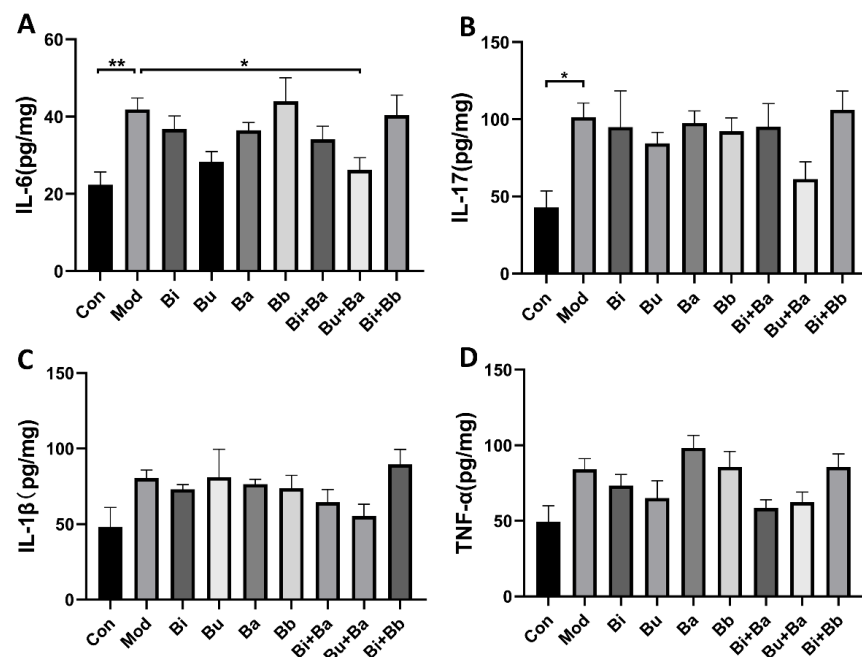 A
IL-6(pg/mg)
60
40
20
0
**
*
Con
Mod
Bi
Bu
Ba
Bb
Bi+Ba
Bu+Ba
Bi+Bb
B
IL-17(pg/mg)
150
100
50
0
*
Con
Mod
Bi
Bu
Ba
Bb
Bi+Ba
Bu+Ba
Bi+Bb
C
IL-1β（pg/mg)
150
100
50
0
Con
Mod
Bi
Bu
Ba
Bb
Bi+Ba
Bu+Ba
Bi+Bb
D
TNF-α(pg/mg)
150
100
50
0
Con
Mod
Bi
Bu
Ba
Bb
Bi+Ba
Bu+Ba
Bi+Bb